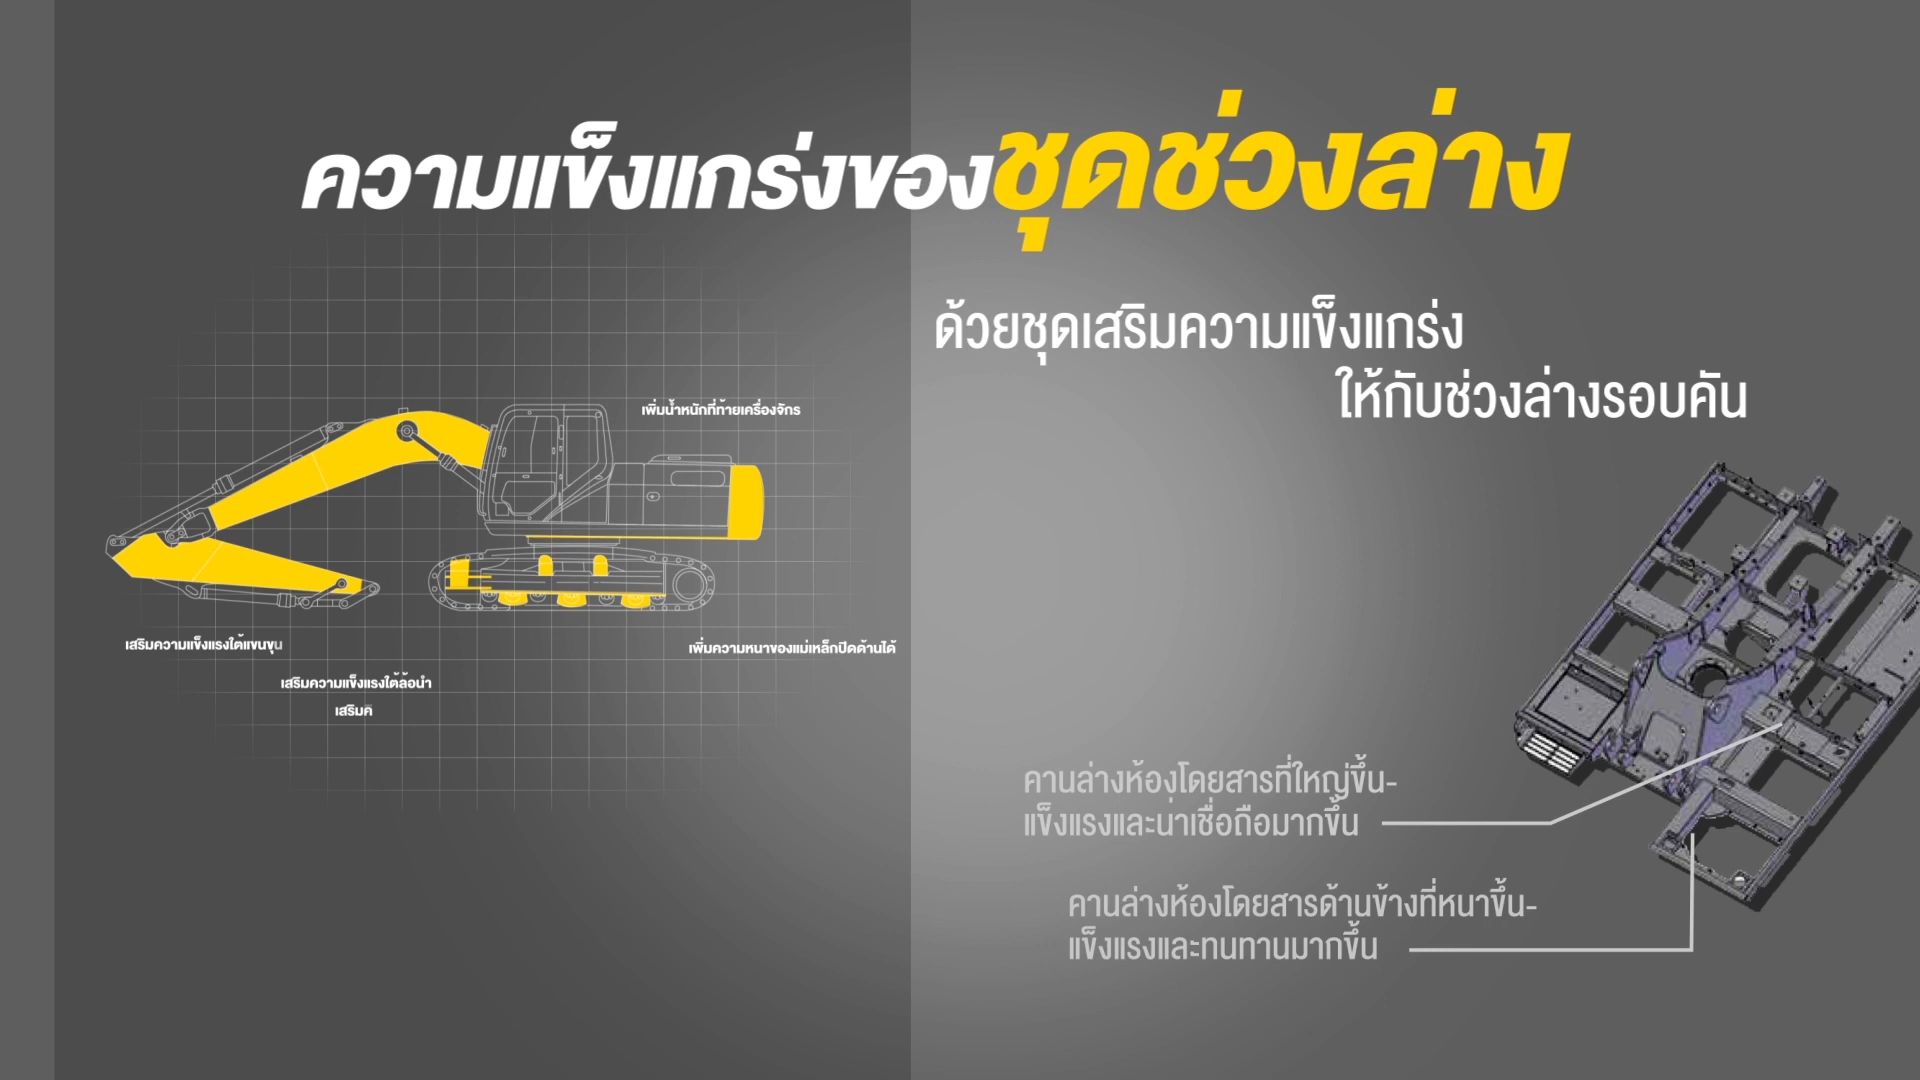 ความแข็งแกร่งของชุดช่วงล่าง
ด้วยชุดเสริมความแข็งแกร่ง
ให้กับช่วงล่างรอบคัน
เพิ่มน้ำหนักที่ท้ายเครื่องจักร
เสริมความแข็งแรงใต้แขนขุน
เพิ่มความหนาของแม่เหล็กปิดด้านใต้
เสริมความแข็งแรงใต้ล้อนำ
เสริมคิ
คานล่างห้องโดยสารที่ใหญ่ขึ้น-
แข็งแรงและน่าเชื่อถือมากขึ้น
คานล่างห้องโดยสารด้านข้างที่หนาขึ้น-
แข็งแรงและทนทานมากขึ้น